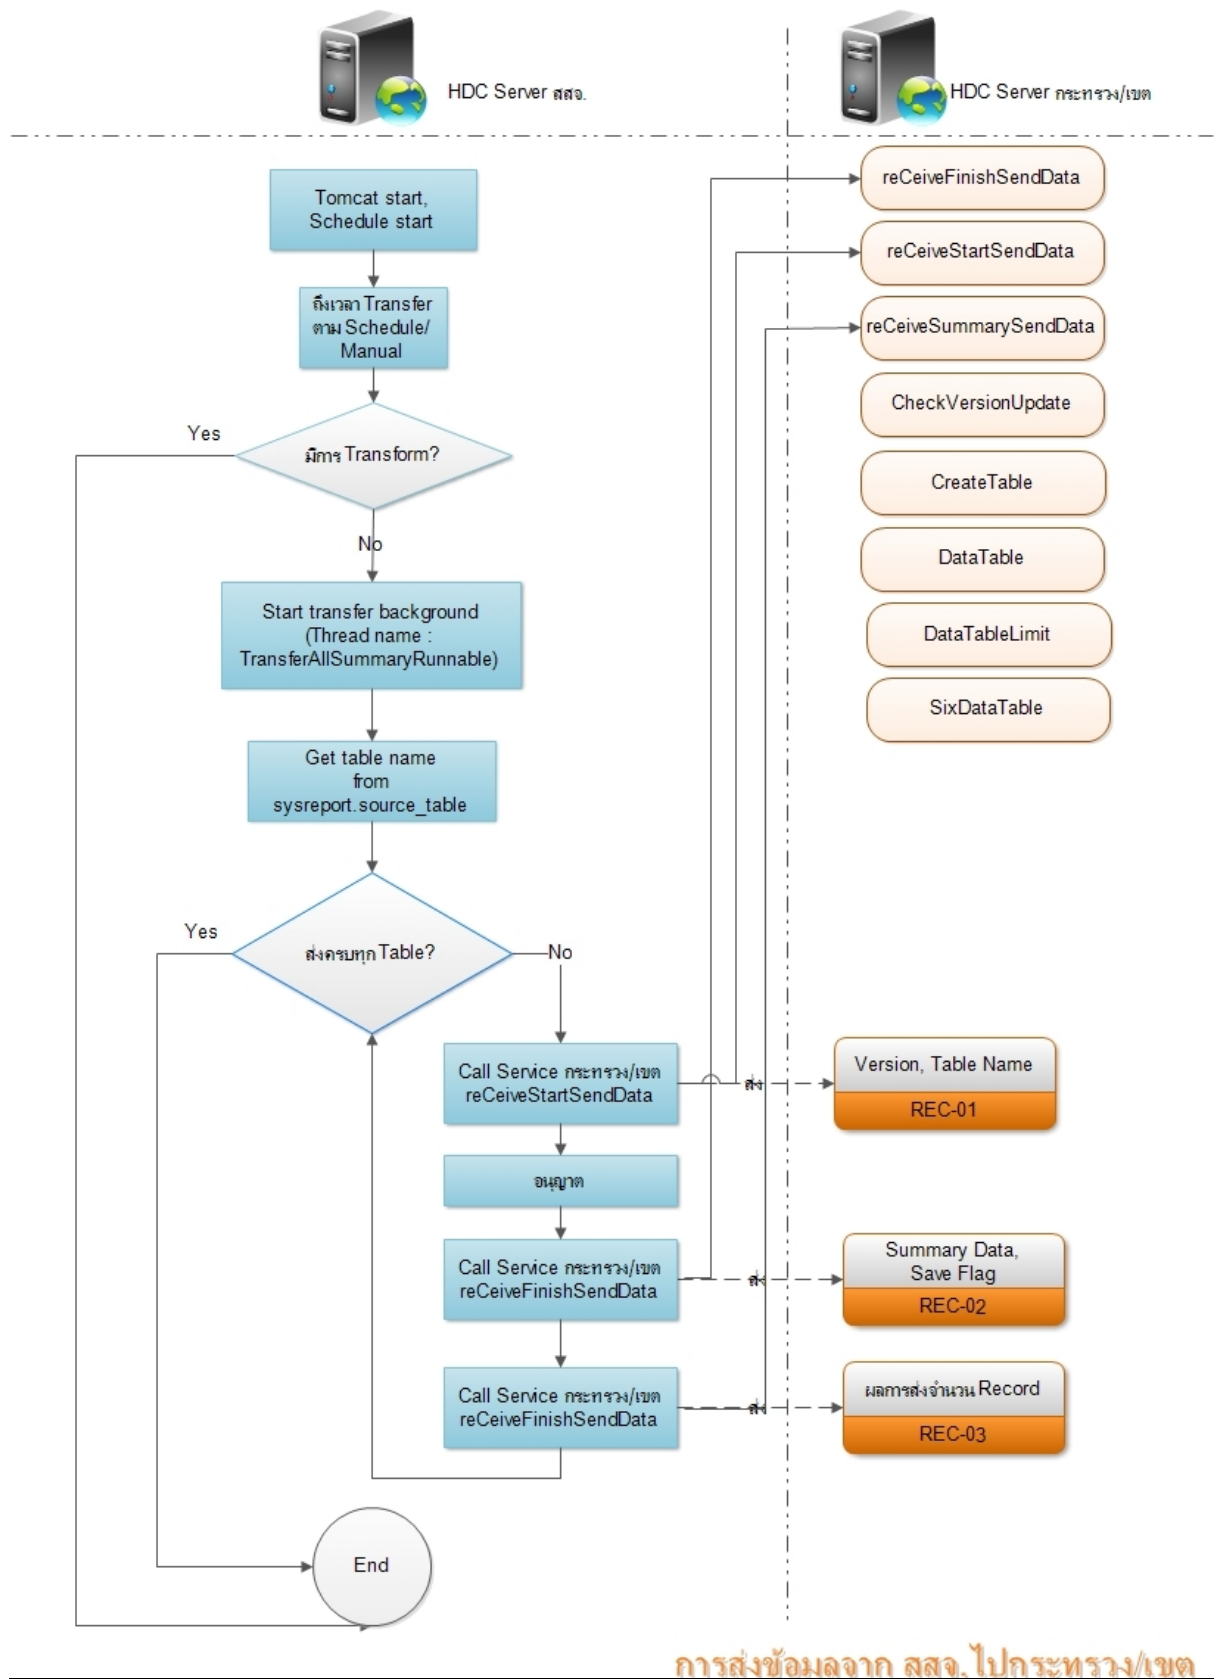 HDC Server สสจ.
HDC Server กระทรวง/เขต
Tomcat start,
Schedule start
ถึงเวลา Transfer
ตาม Schedule/
Manual
Yes
มีการ Transform?
No
Start transfer background
(Thread name :
TransferAllSummaryRunnable)
Get table name
from
sysreport.source_table
Yes
ส่งครบทุก Table?
No
Call Service กระทรวง/เขต
reCeiveStartSendData
ส่ง
อนุญาต
Call Service กระทรวง/เขต
reCeiveFinishSendData
ส่ง
Call Service กระทรวง/เขต
reCeiveFinishSendData
ส่ง
End
reCeiveFinishSendData
reCeiveStartSendData
reCeiveSummarySendData
CheckVersionUpdate
CreateTable
DataTable
DataTableLimit
SixDataTable
Version, Table Name
REC-01
Summary Data,
Save Flag
REC-02
ผลการส่งจำนวน Record
REC-03
การส่งข้อมูลจาก สสจ.ไปกระทรวง/เขต